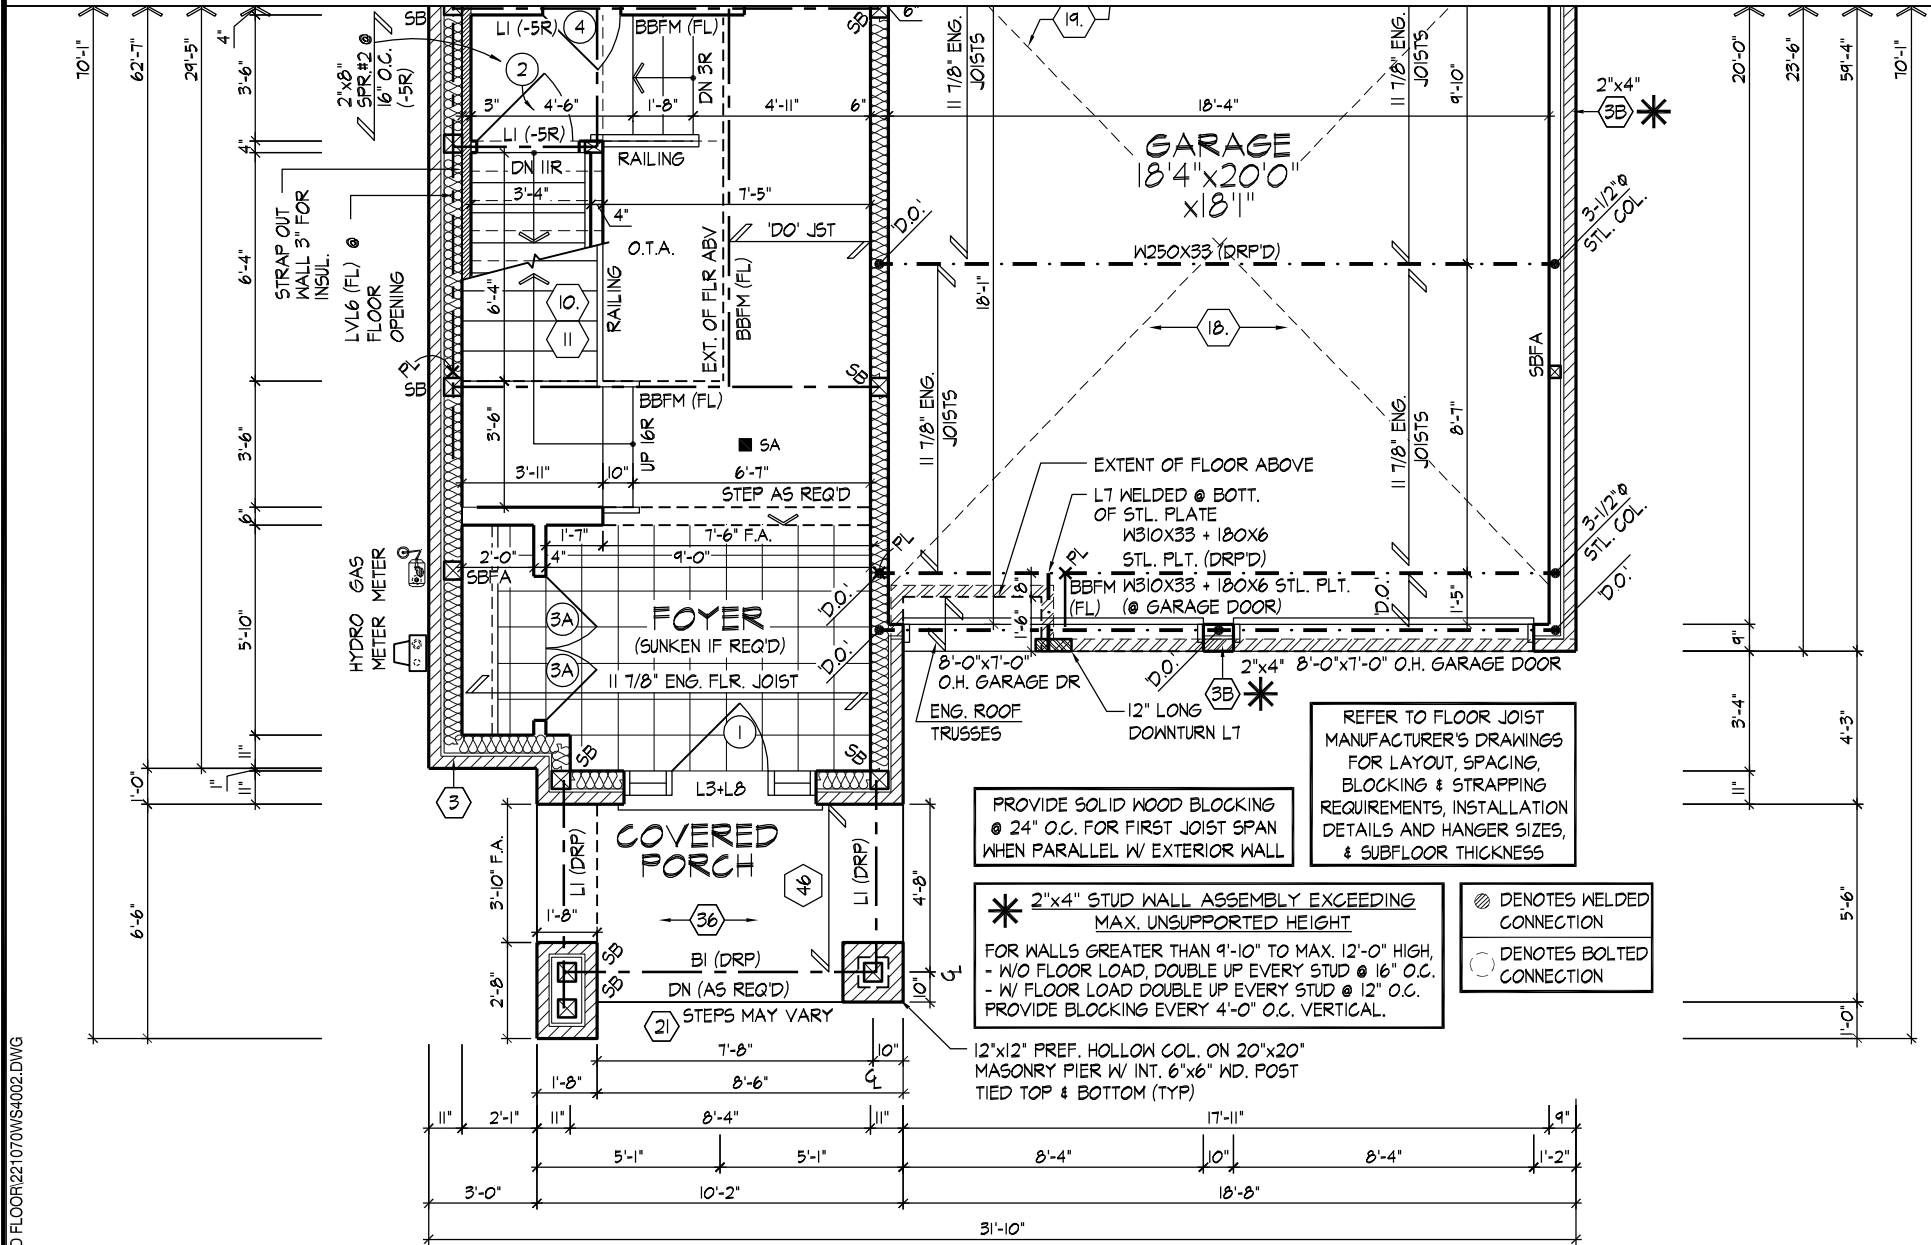 70'-1"
62'-7"
29'-5"
4"
3'-6"
4"
6'-4"
3'-6"
6"
5'-10"
11"
1"
11"
1'-0"
6'-6"
2"x8"
SPR.#2 @
16" O.C.
(-5R)
STRAP OUT
WALL 3" FOR
INSUL.
LVL6 (FL) @
FLOOR
OPENING
PL
SB
SB
HYDRO GAS
METER METER
3
LI (-5R)
4
2
BBFM (FL)
DN 3R
SB
6"
3"
4'-6"
1'-8"
4'-11"
6"
LI (-5R)
RAILING
DN 11R
3'-4"
4"
7'-5"
O.T.A.
'DO' JST
RAILING
EXT. OF FLR ABV
BBFM (FL)
6'-4"
10.
11
SB
BBFM (FL)
3'-6"
UP 16R
SA
3'-11"
10"
6'-7"
STEP AS REQ'D
1'-7"
7'-6" F.A.
2'-0"
4"
9'-0"
SBFA
3A
3A
FOYER
(SUNKEN IF REQ'D)
11 7/8" ENG. FLR. JOIST
'D.O.'
'D.O.'
1
SB
SB
L3+L8
11 7/8" ENG.
JOISTS
19.
11 7/8" ENG.
JOISTS
9'-10"
18'-4"
GARAGE
18'4"x20'0"
x18'1"
'D.O.'
W250X33 (DRP'D)
18'-1"
18.
11 7/8" ENG.
JOISTS
11 7/8" ENG.
JOISTS
8'-7"
SBFA
2"x4"
3B
3-1/2"Ø
STL. COL.
3-1/2"Ø
STL. COL.
'D.O.'
EXTENT OF FLOOR ABOVE
L7 WELDED @ BOTT.
OF STL. PLATE
W310X33 + 180X6
STL. PLT. (DRP'D)
PL
PL
BBFM
(FL)
W310X33 + 180X6 STL. PLT.
(@ GARAGE DOOR)
'D.O.'
1'-5"
8"
1'-6"
8'-0"x7'-0"
O.H. GARAGE DR
'D.O.'
2"x4"
3B
8'-0"x7'-0" O.H. GARAGE DOOR
ENG. ROOF
TRUSSES
12" LONG
DOWNTURN L7
20'-0"
23'-6"
59'-4"
70'-1"
9"
3'-4"
11"
4'-3"
5'-6"
1'-0"
REFER TO FLOOR JOIST
MANUFACTURER'S DRAWINGS
FOR LAYOUT, SPACING,
BLOCKING & STRAPPING
REQUIREMENTS, INSTALLATION
DETAILS AND HANGER SIZES,
& SUBFLOOR THICKNESS
PROVIDE SOLID WOOD BLOCKING
@ 24" O.C. FOR FIRST JOIST SPAN
WHEN PARALLEL W/ EXTERIOR WALL
2"x4" STUD WALL ASSEMBLY EXCEEDING
MAX. UNSUPPORTED HEIGHT
FOR WALLS GREATER THAN 9'-10" TO MAX. 12'-0" HIGH,
- W/O FLOOR LOAD, DOUBLE UP EVERY STUD @ 16" O.C.
- W/ FLOOR LOAD DOUBLE UP EVERY STUD @ 12" O.C.
PROVIDE BLOCKING EVERY 4'-0" O.C. VERTICAL.
DENOTES WELDED
CONNECTION
DENOTES BOLTED
CONNECTION
COVERED
PORCH
LI (DRP)
LI (DRP)
46
3'-10" F.A.
1'-8"
36
4'-8"
SB
SB
BI (DRP)
DN (AS REQ'D)
2'-8"
10"
21
STEPS MAY VARY
12"x12" PREF. HOLLOW COL. ON 20"x20"
MASONRY PIER W/ INT. 6"x6" WD. POST
TIED TOP & BOTTOM (TYP)
7'-8"
10"
1'-8"
8'-6"
11"
2'-1"
11"
8'-4"
11"
17'-11"
9"
5'-1"
5'-1"
8'-4"
10"
8'-4"
1'-2"
3'-0"
10'-2"
18'-8"
31'-10"
D FLOOR\221070WS4002.DWG